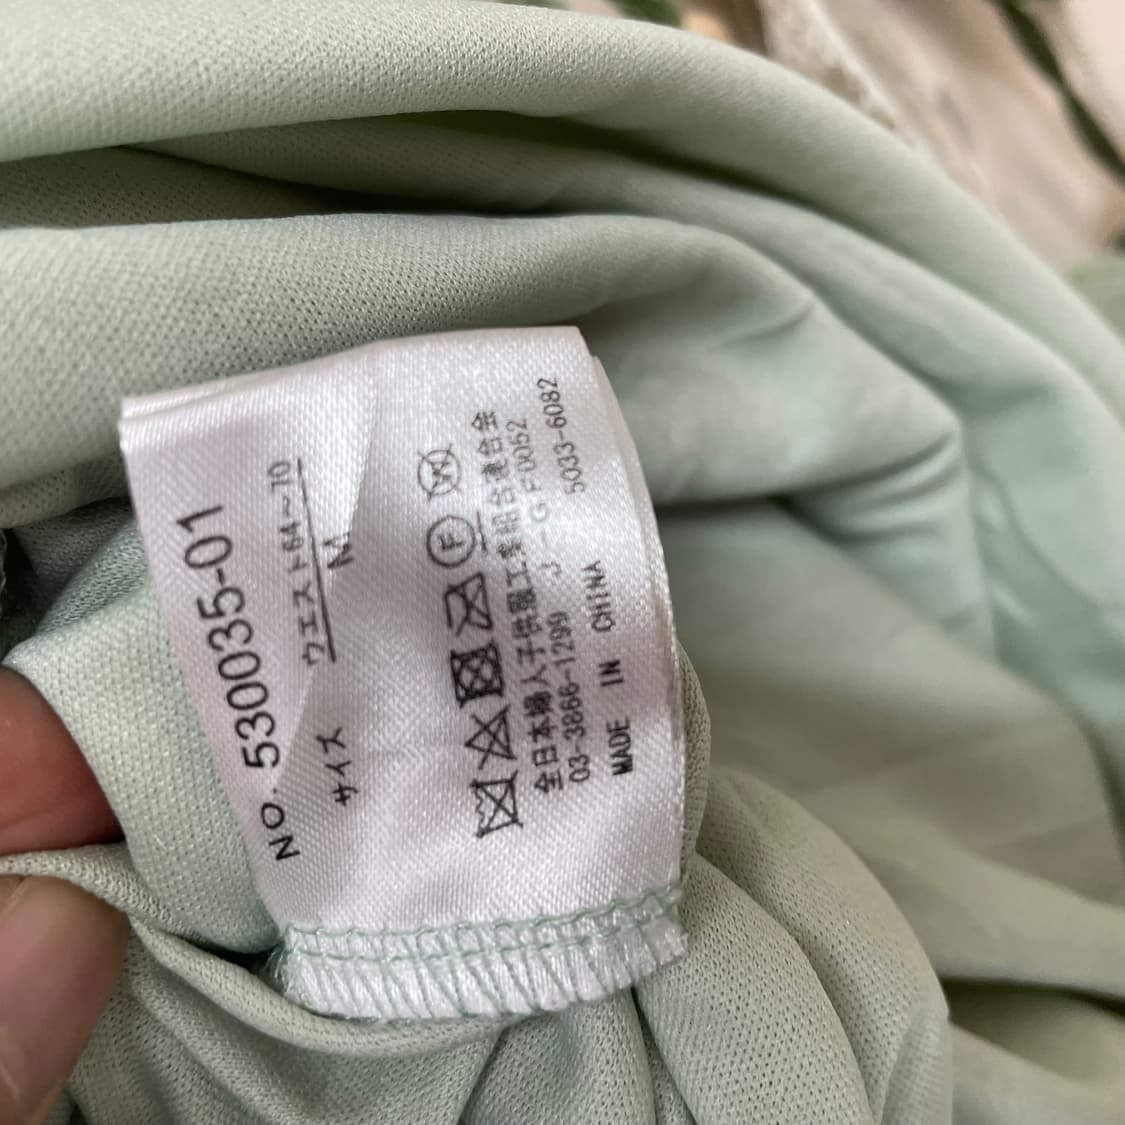 NO. 530035-01
ウエスト64~70
サイズ M
F W
全日本婦人子供服工業組合連合会
03-3866-1299 J-GF0052
5033-6082
MADE IN CHINA